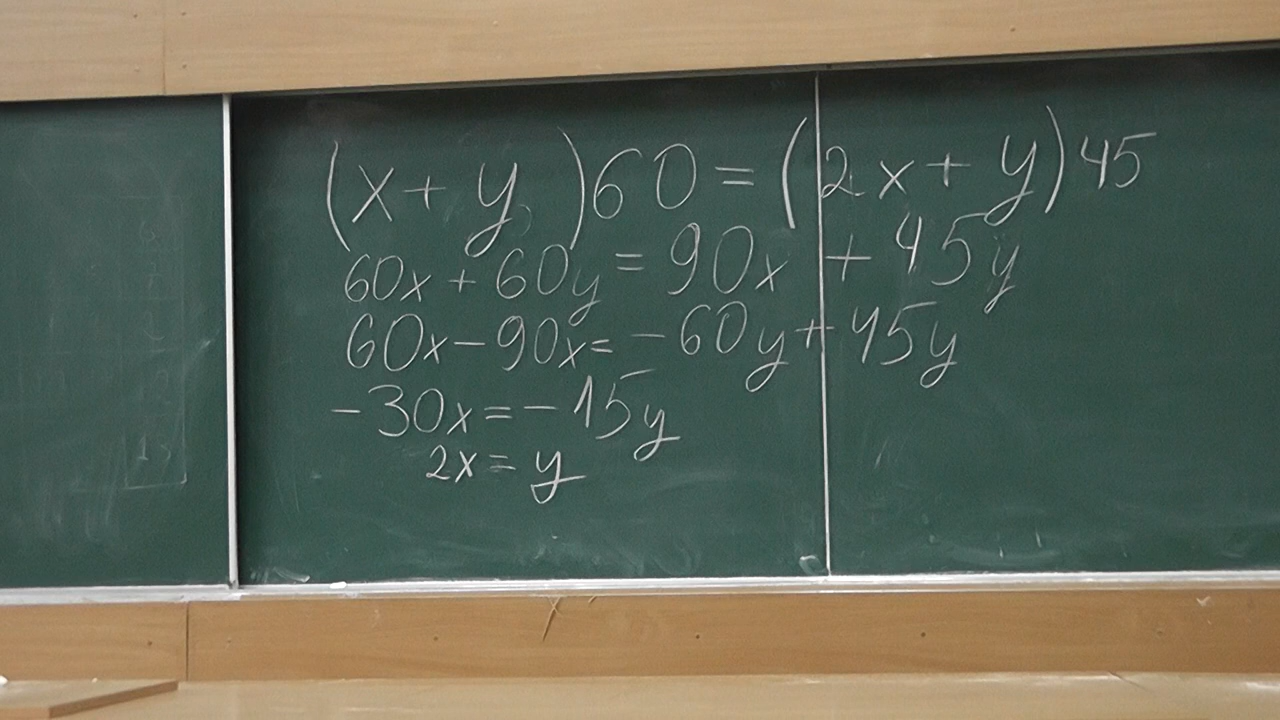 (x + y)60 = (2x + y)45
60x + 60y = 90x + 45y
60x - 90x = -60y + 45y
-30x = -15y
2x = y